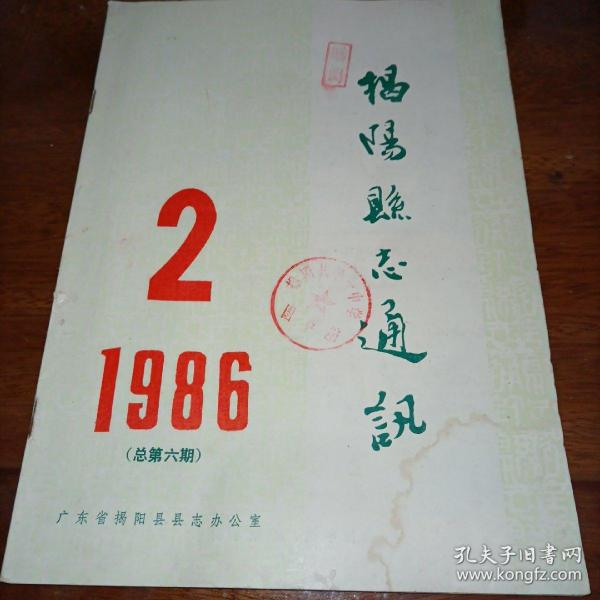 揭陽縣志通訊
2
1986
(总第六期)
广东省揭阳县县志办公室
孔夫子旧书网
www.kongfz.com